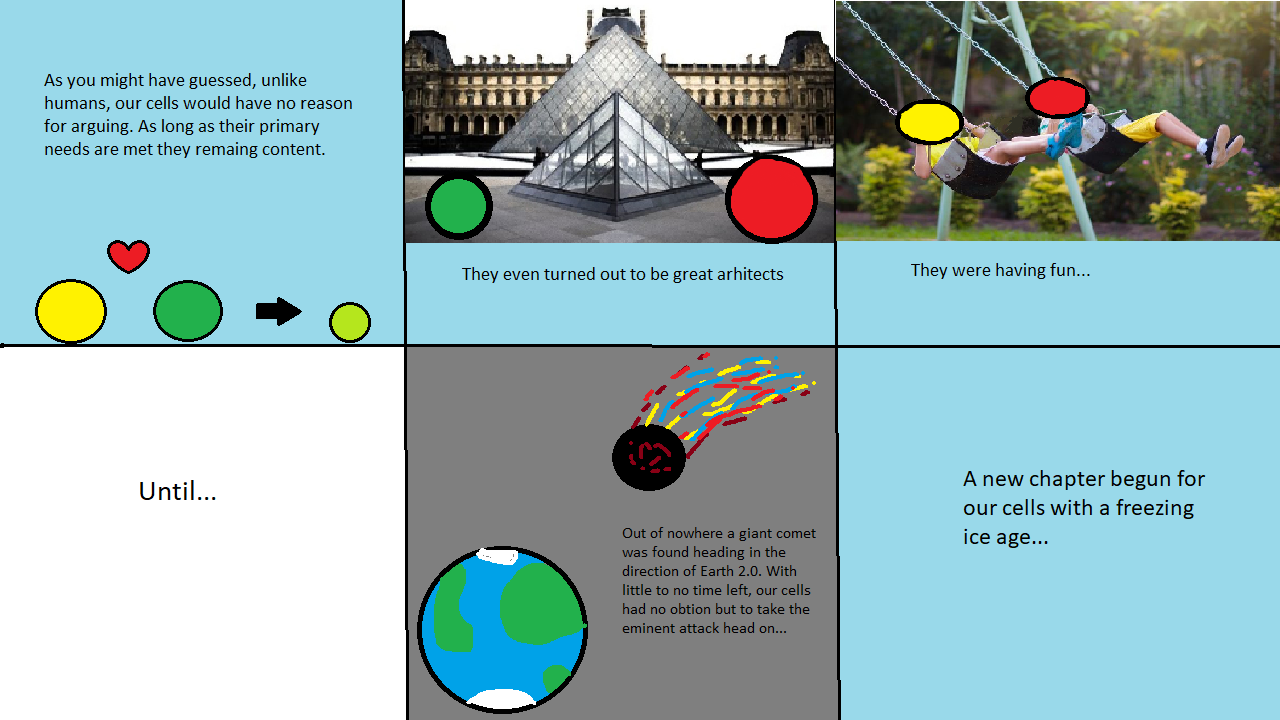 As you might have guessed, unlike
humans, our cells would have no reason
for arguing. As long as their primary
needs are met they remaing content.
They even turned out to be great arhitects
They were having fun...
Until...
Out of nowhere a giant comet
was found heading in the
direction of Earth 2.0. With
little to no time left, our cells
had no obtion but to take the
eminent attack head on...
A new chapter begun for
our cells with a freezing
ice age...